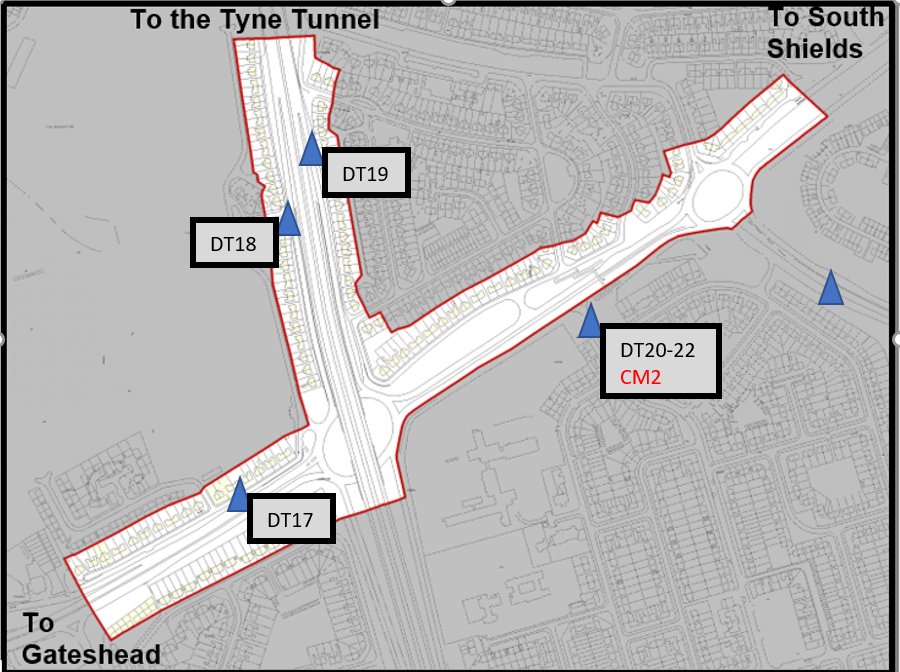 To the Tyne Tunnel
To South
Shields
DT19
DT18
DT20-22
CM2
DT17
To
Gateshead